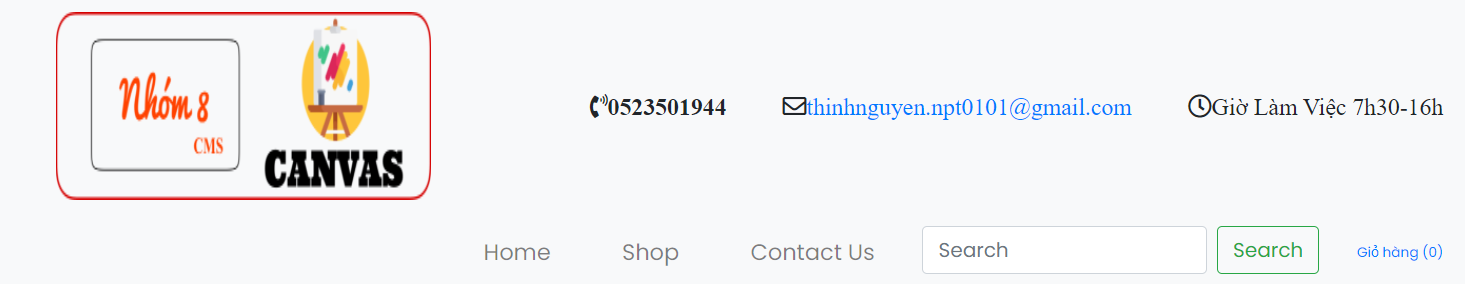 Nhóm 8
CMS
CANVAS
0523501944 thinhnguyen.npt0101@gmail.com Giờ Làm Việc 7h30-16h
Home Shop Contact Us Search Search Giỏ hàng (0)